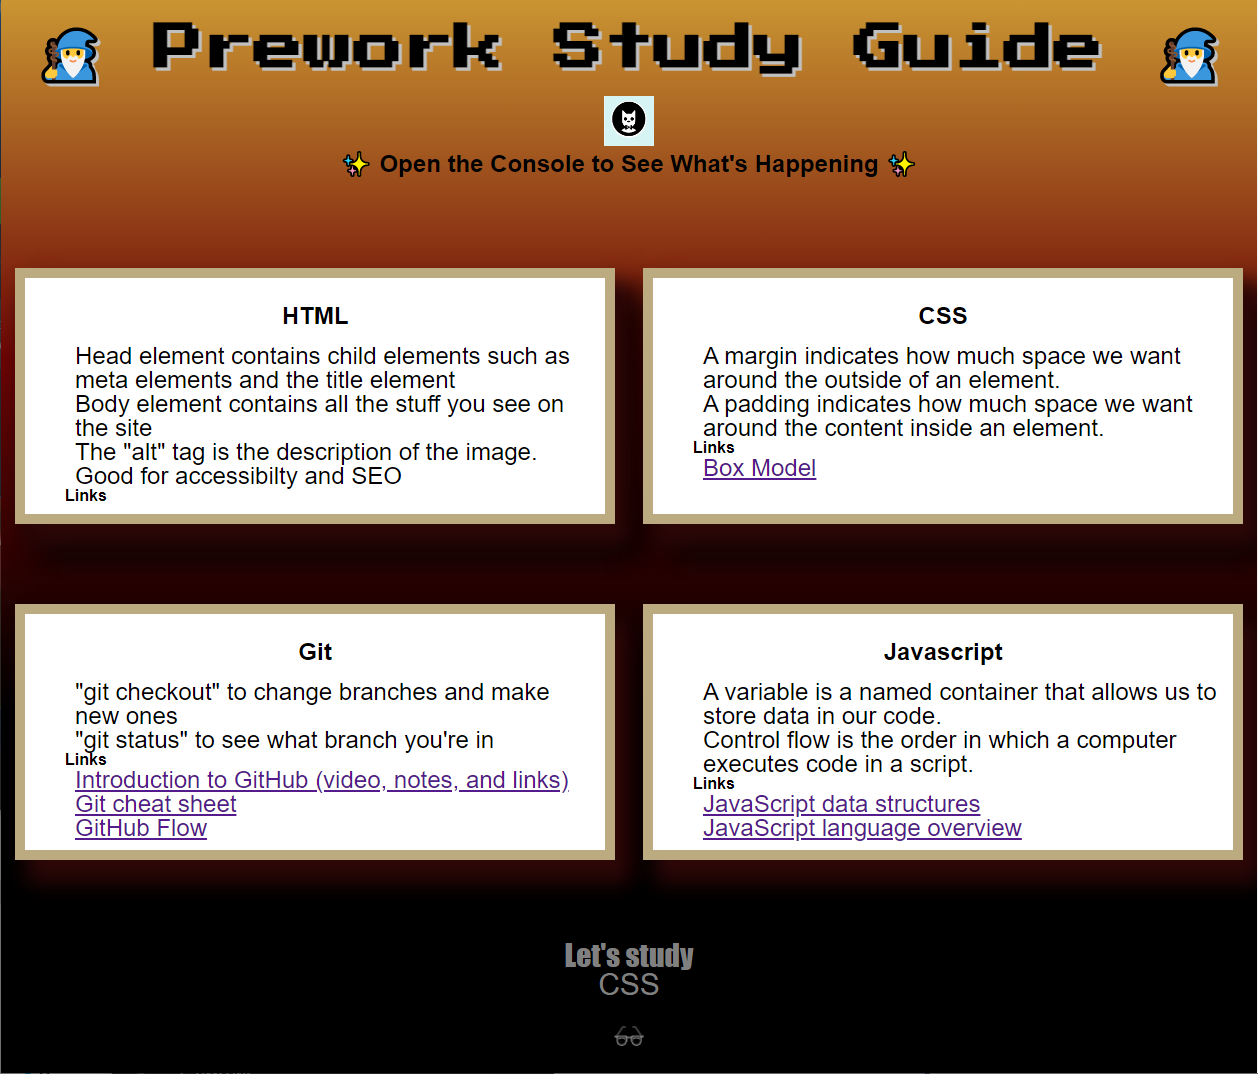 Prework Study Guide
Open the Console to See What's Happening
HTML
Head element contains child elements such as
meta elements and the title element
Body element contains all the stuff you see on
the site
The "alt" tag is the description of the image.
Good for accessibilty and SEO
Links
CSS
A margin indicates how much space we want
around the outside of an element.
A padding indicates how much space we want
around the content inside an element.
Links
Box Model
Git
"git checkout" to change branches and make
new ones
"git status" to see what branch you're in
Links
Introduction to GitHub (video, notes, and links)
Git cheat sheet
GitHub Flow
Javascript
A variable is a named container that allows us to
store data in our code.
Control flow is the order in which a computer
executes code in a script.
Links
JavaScript data structures
JavaScript language overview
Let's study
CSS